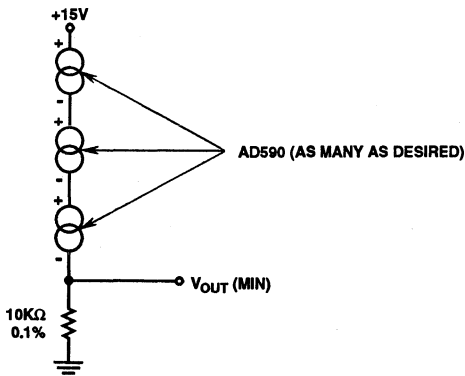 +15V
+
-
+
-
+
-
AD590 (AS MANY AS DESIRED)
VOUT (MIN)
10KΩ
0.1%